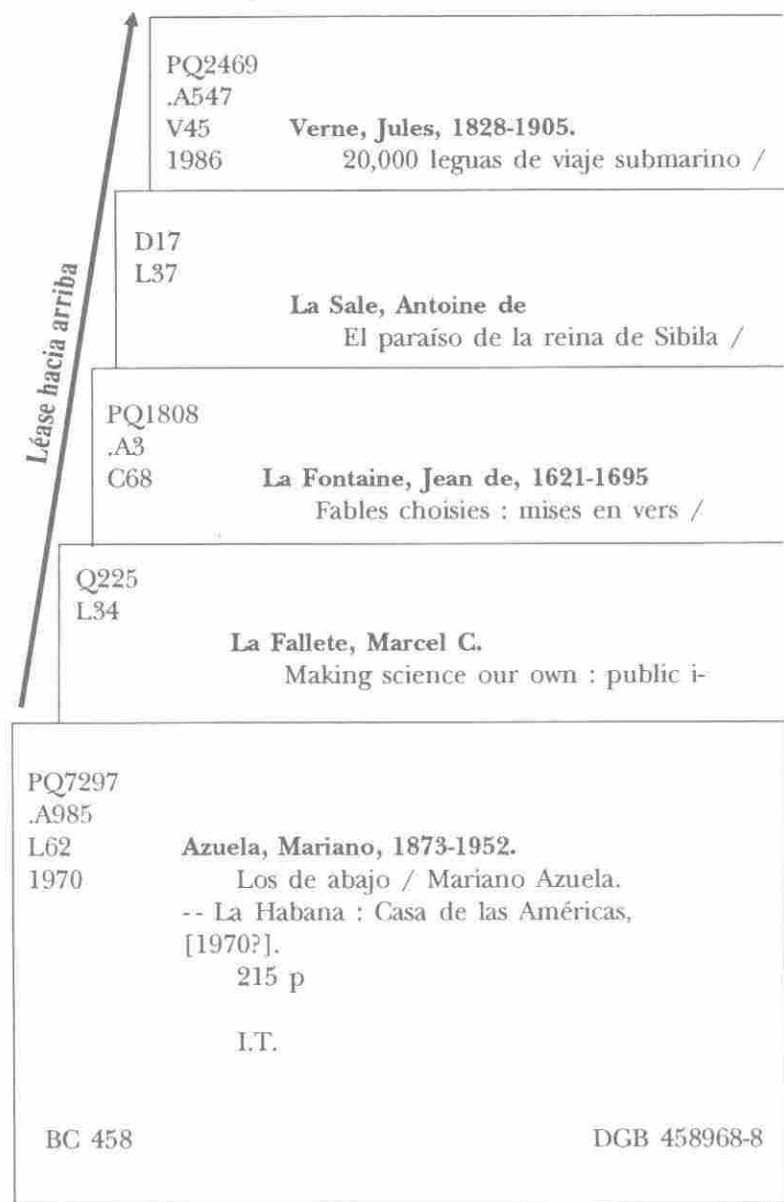 PQ2469
.A547
V45 Verne, Jules, 1828-1905.
1986 20,000 leguas de viaje submarino /
D17
L37
La Sale, Antoine de
El paraíso de la reina de Sibila /
PQ1808
.A3
C68 La Fontaine, Jean de, 1621-1695
Fables choisies : mises en vers /
Q225
L34
La Fallete, Marcel C.
Making science our own : public i-
PQ7297
.A985
L62 Azuela, Mariano, 1873-1952.
1970 Los de abajo / Mariano Azuela.
-- La Habana : Casa de las Américas,
[1970?].
215 p
I.T.
BC 458 DGB 458968-8
Léase hacia arriba